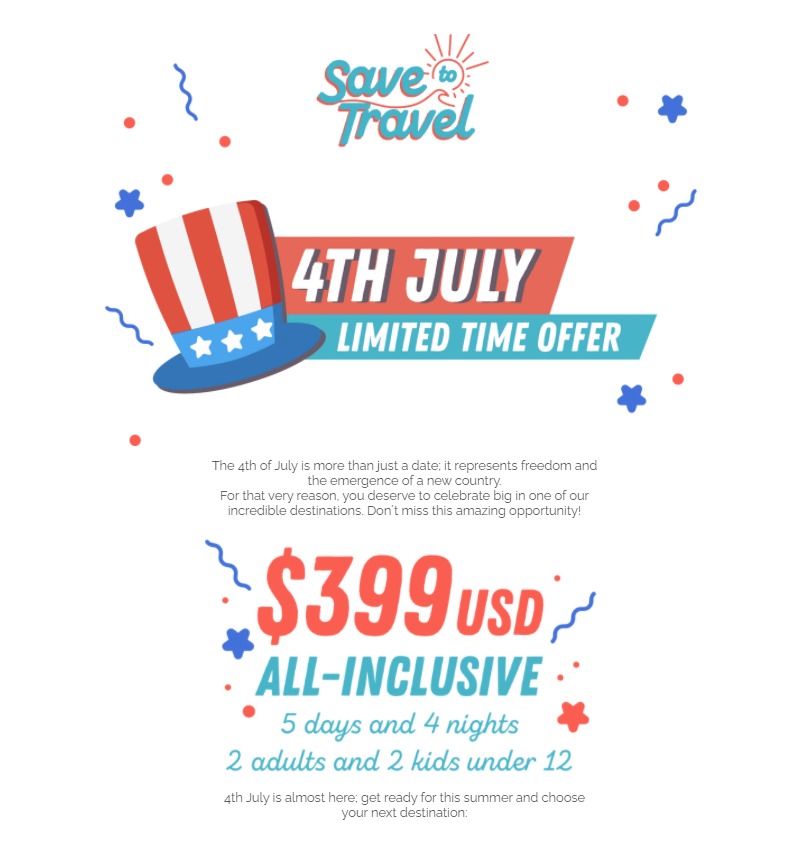 Save to
Travel
4TH JULY
LIMITED TIME OFFER
The 4th of July is more than just a date; it represents freedom and
the emergence of a new country.
For that very reason, you deserve to celebrate big in one of our
incredible destinations. Don't miss this amazing opportunity!
$399 USD
ALL-INCLUSIVE
5 days and 4 nights
2 adults and 2 kids under 12
4th July is almost here; get ready for this summer and choose
your next destination: